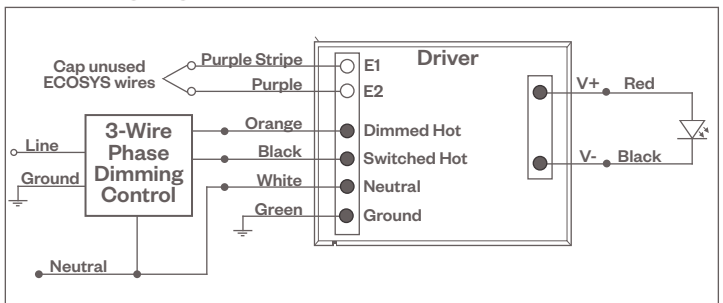 Driver
Cap unused
ECOSYS wires
Purple Stripe
E1
Purple
E2
3-Wire
Phase
Dimming
Control
Line
Ground
Orange
Dimmed Hot
Black
Switched Hot
White
Neutral
Green
Ground
Neutral
V+
Red
V-
Black